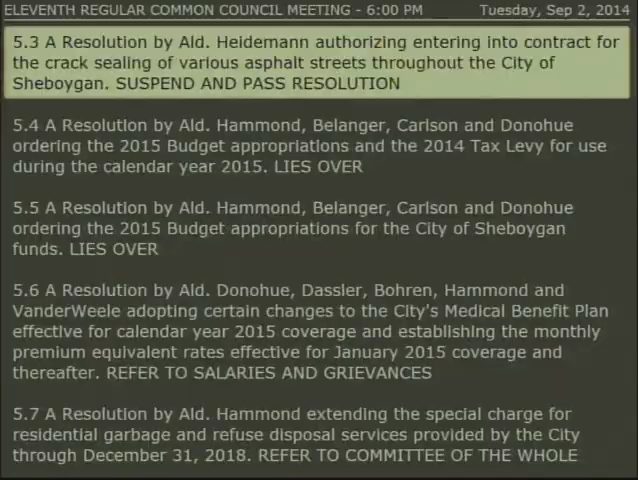 ELEVENTH REGULAR COMMON COUNCIL MEETING - 6:00 PM Tuesday, Sep 2, 2014
5.3 A Resolution by Ald. Heidemann authorizing entering into contract for
the crack sealing of various asphalt streets throughout the City of
Sheboygan. SUSPEND AND PASS RESOLUTION
5.4 A Resolution by Ald. Hammond, Belanger, Carlson and Donohue
ordering the 2015 Budget appropriations and the 2014 Tax Levy for use
during the calendar year 2015. LIES OVER
5.5 A Resolution by Ald. Hammond, Belanger, Carlson and Donohue
ordering the 2015 Budget appropriations for the City of Sheboygan
funds. LIES OVER
5.6 A Resolution by Ald. Donohue, Dassler, Bohren, Hammond and
VanderWeele adopting certain changes to the City's Medical Benefit Plan
effective for calendar year 2015 coverage and establishing the monthly
premium equivalent rates effective for January 2015 coverage and
thereafter. REFER TO SALARIES AND GRIEVANCES
5.7 A Resolution by Ald. Hammond extending the special charge for
residential garbage and refuse disposal services provided by the City
through December 31, 2018. REFER TO COMMITTEE OF THE WHOLE